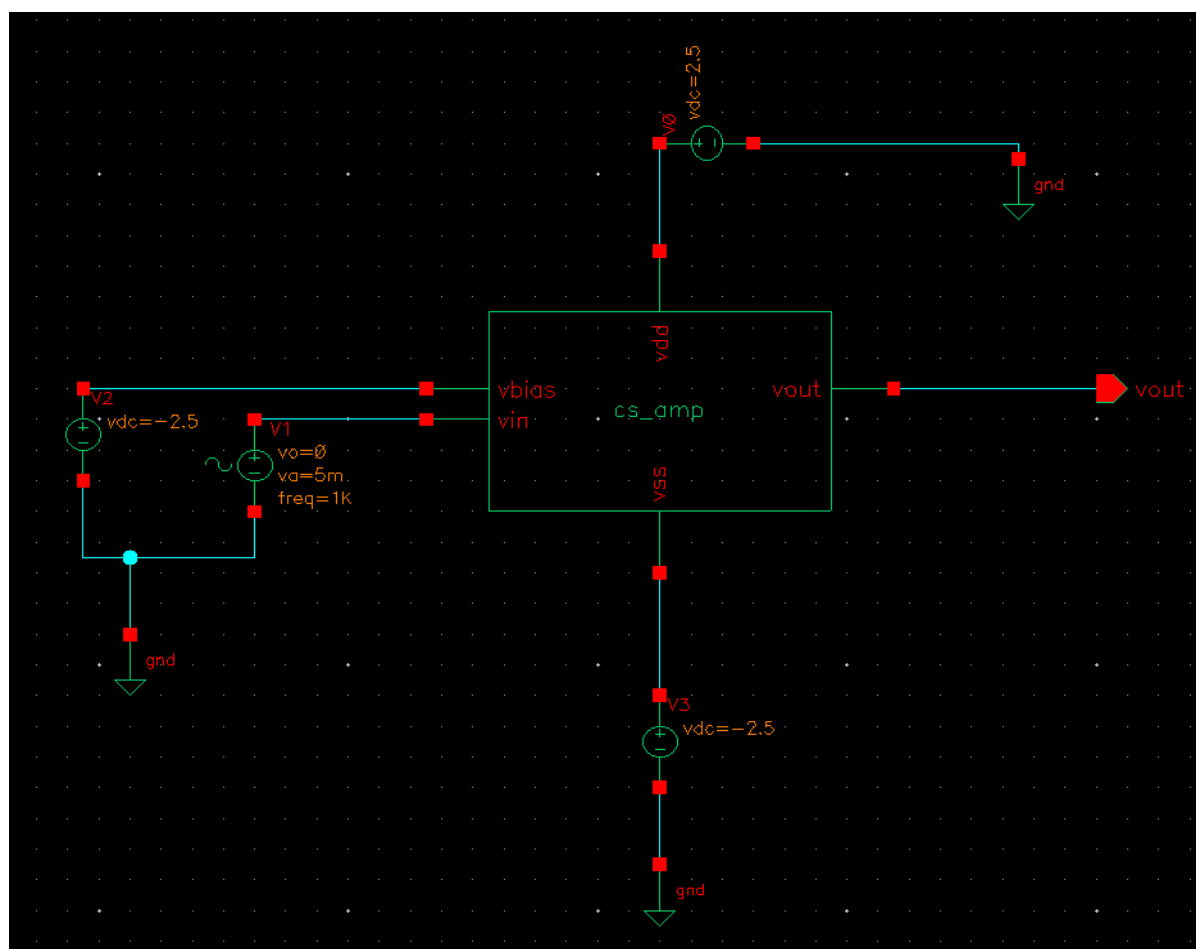 vdc=2.5
V0
gnd
vdd
vbias
vout
vout
cs_amp
vin
V2
vdc=-2.5
V1
vo=0
va=5m
freq=1K
vss
gnd
V3
vdc=-2.5
gnd